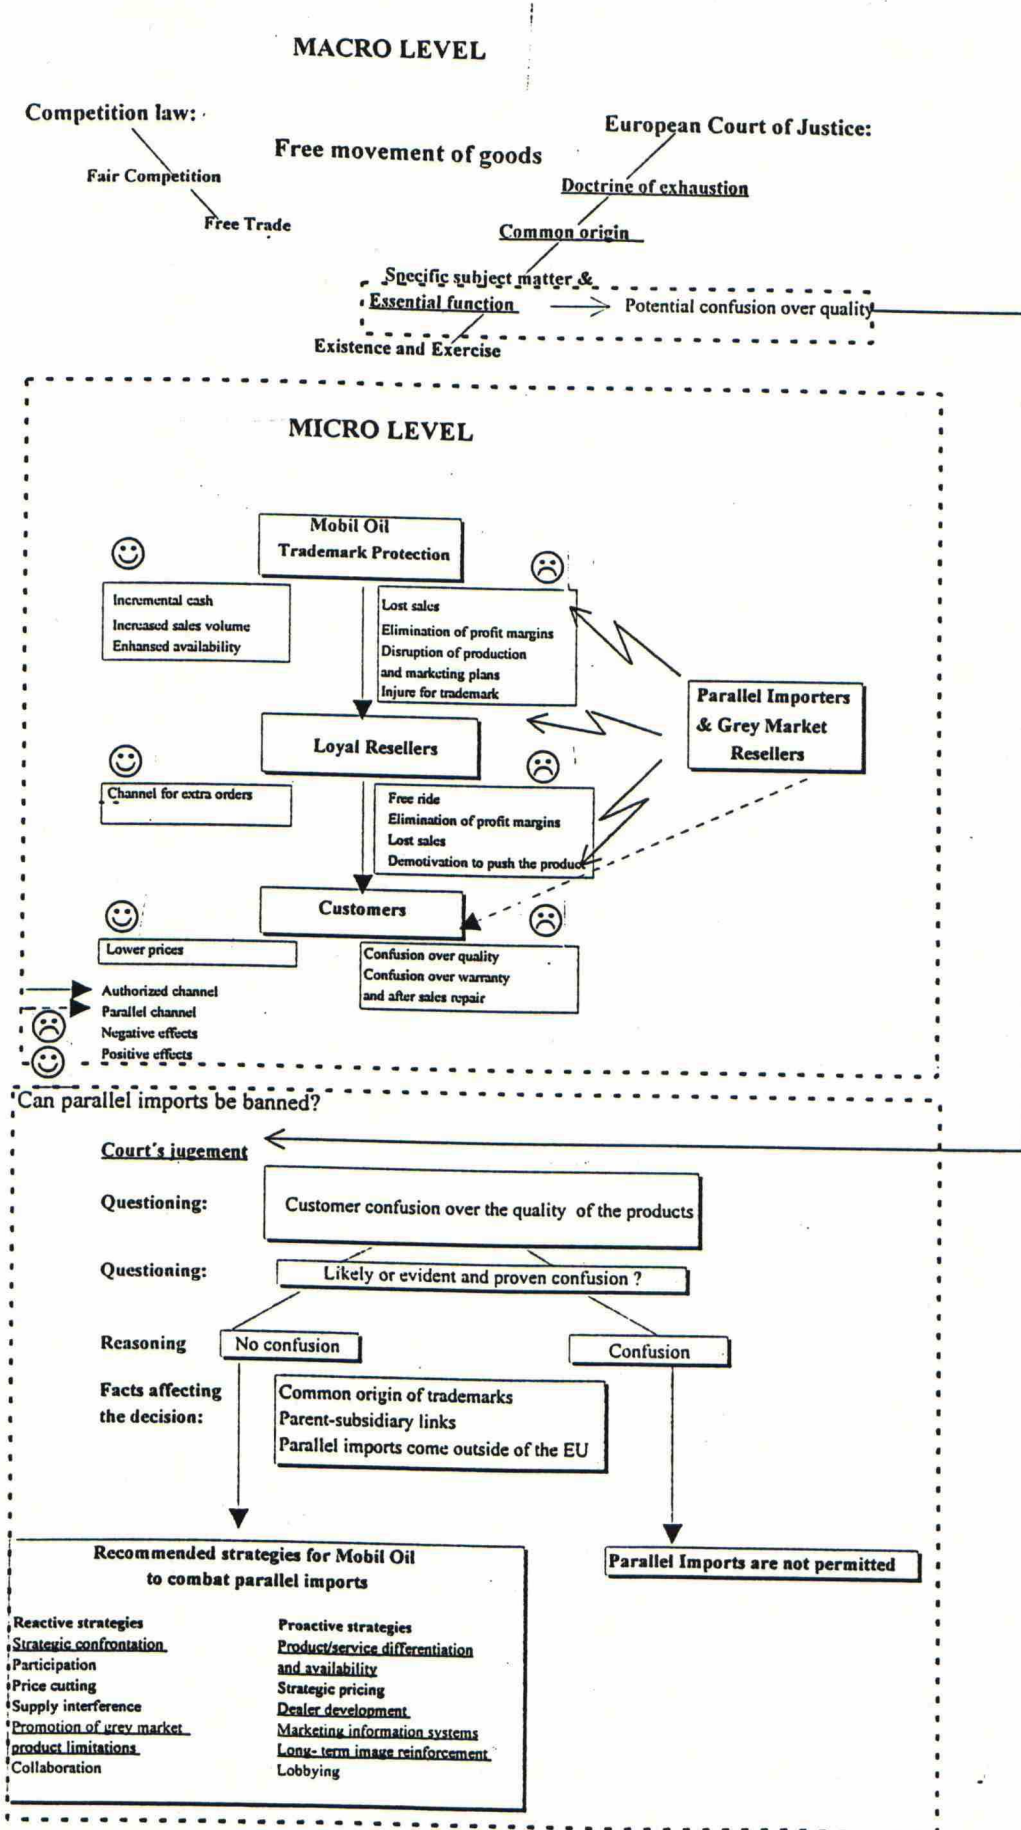 MACRO LEVEL
Competition law:
European Court of Justice:
Free movement of goods
Fair Competition
Doctrine of exhaustion
Free Trade
Common origin
Specific subject matter &
Essential function
Potential confusion over quality
Existence and Exercise
MICRO LEVEL
Mobil Oil
Trademark Protection
Incremental cash
Increased sales volume
Enhansed availability
Lost sales
Elimination of profit margins
Disruption of production
and marketing plans
Injure for trademark
Parallel Importers
& Grey Market
Resellers
Loyal Resellers
Channel for extra orders
Free ride
Elimination of profit margins
Lost sales
Demotivation to push the product
Customers
Lower prices
Confusion over quality
Confusion over warranty
and after sales repair
Authorized channel
Parallel channel
Negative effects
Positive effects
Can parallel imports be banned?
Court's jugement
Questioning:
Customer confusion over the quality of the products
Questioning:
Likely or evident and proven confusion ?
Reasoning
No confusion
Confusion
Facts affecting
the decision:
Common origin of trademarks
Parent-subsidiary links
Parallel imports come outside of the EU
Recommended strategies for Mobil Oil
to combat parallel imports
Reactive strategies
Strategic confrontation
Participation
Price cutting
Supply interference
Promotion of grey market
product limitations
Collaboration
Proactive strategies
Product/service differentiation
and availability
Strategic pricing
Dealer development
Marketing information systems
Long- term image reinforcement
Lobbying
Parallel Imports are not permitted